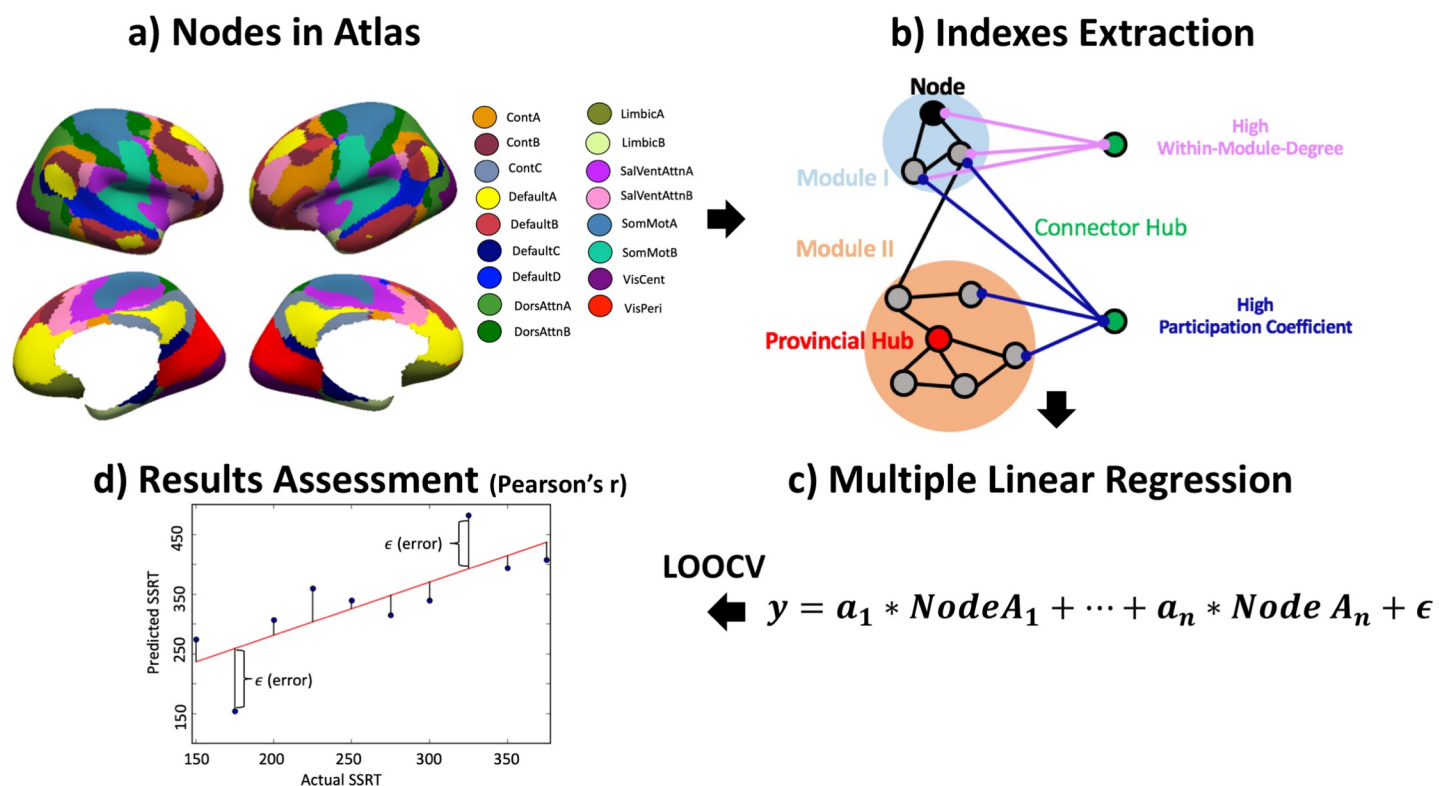 a) Nodes in Atlas
ContA
ContB
ContC
DefaultA
DefaultB
DefaultC
DefaultD
DorsAttnA
DorsAttnB
LimbicA
LimbicB
SalVentAttnA
SalVentAttnB
SomMotA
SomMotB
VisCent
VisPeri
b) Indexes Extraction
Node
Module I
Module II
Provincial Hub
High
Within-Module-Degree
Connector Hub
High
Participation Coefficient
c) Multiple Linear Regression
LOOCV
y = a₁ * NodeA₁ + ⋯ + aₙ * Node Aₙ + ϵ
d) Results Assessment (Pearson's r)
Predicted SSRT
450
350
250
150
ϵ (error)
ϵ (error)
150 200 250 300 350
Actual SSRT